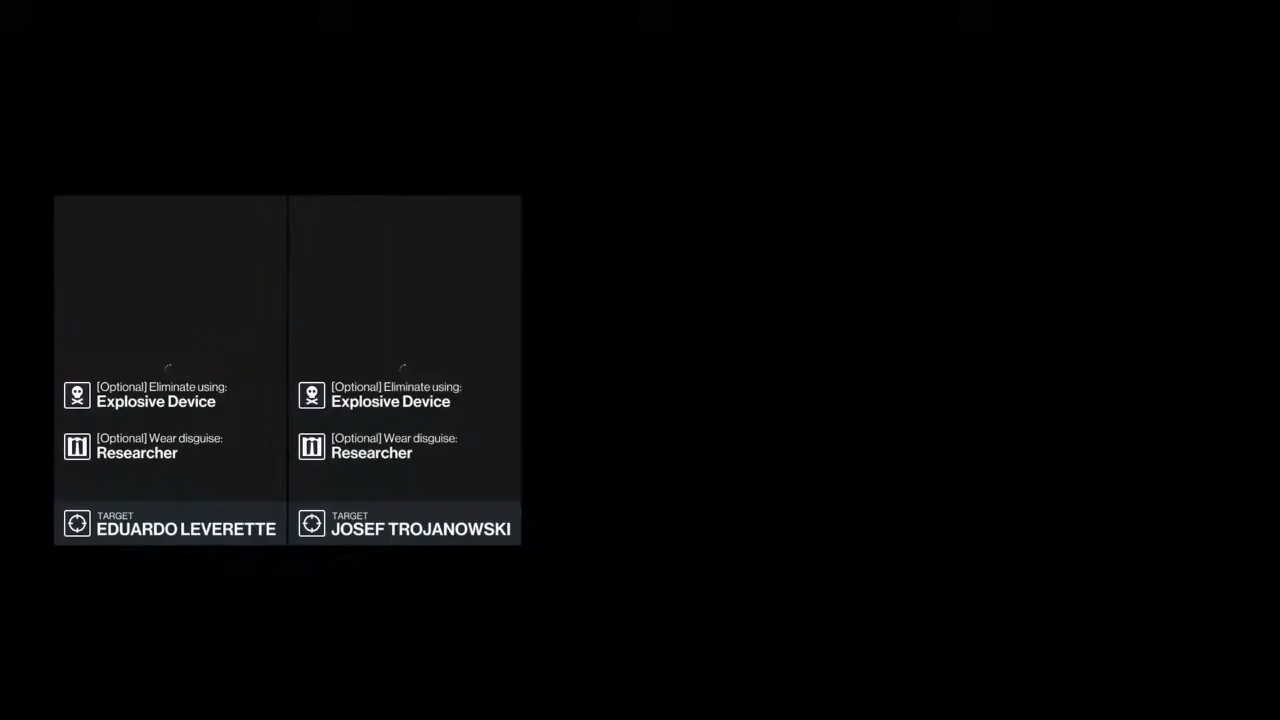 [Optional] Eliminate using:
Explosive Device
[Optional] Wear disguise:
Researcher
TARGET
EDUARDO LEVERETTE
[Optional] Eliminate using:
Explosive Device
[Optional] Wear disguise:
Researcher
TARGET
JOSEF TROJANOWSKI